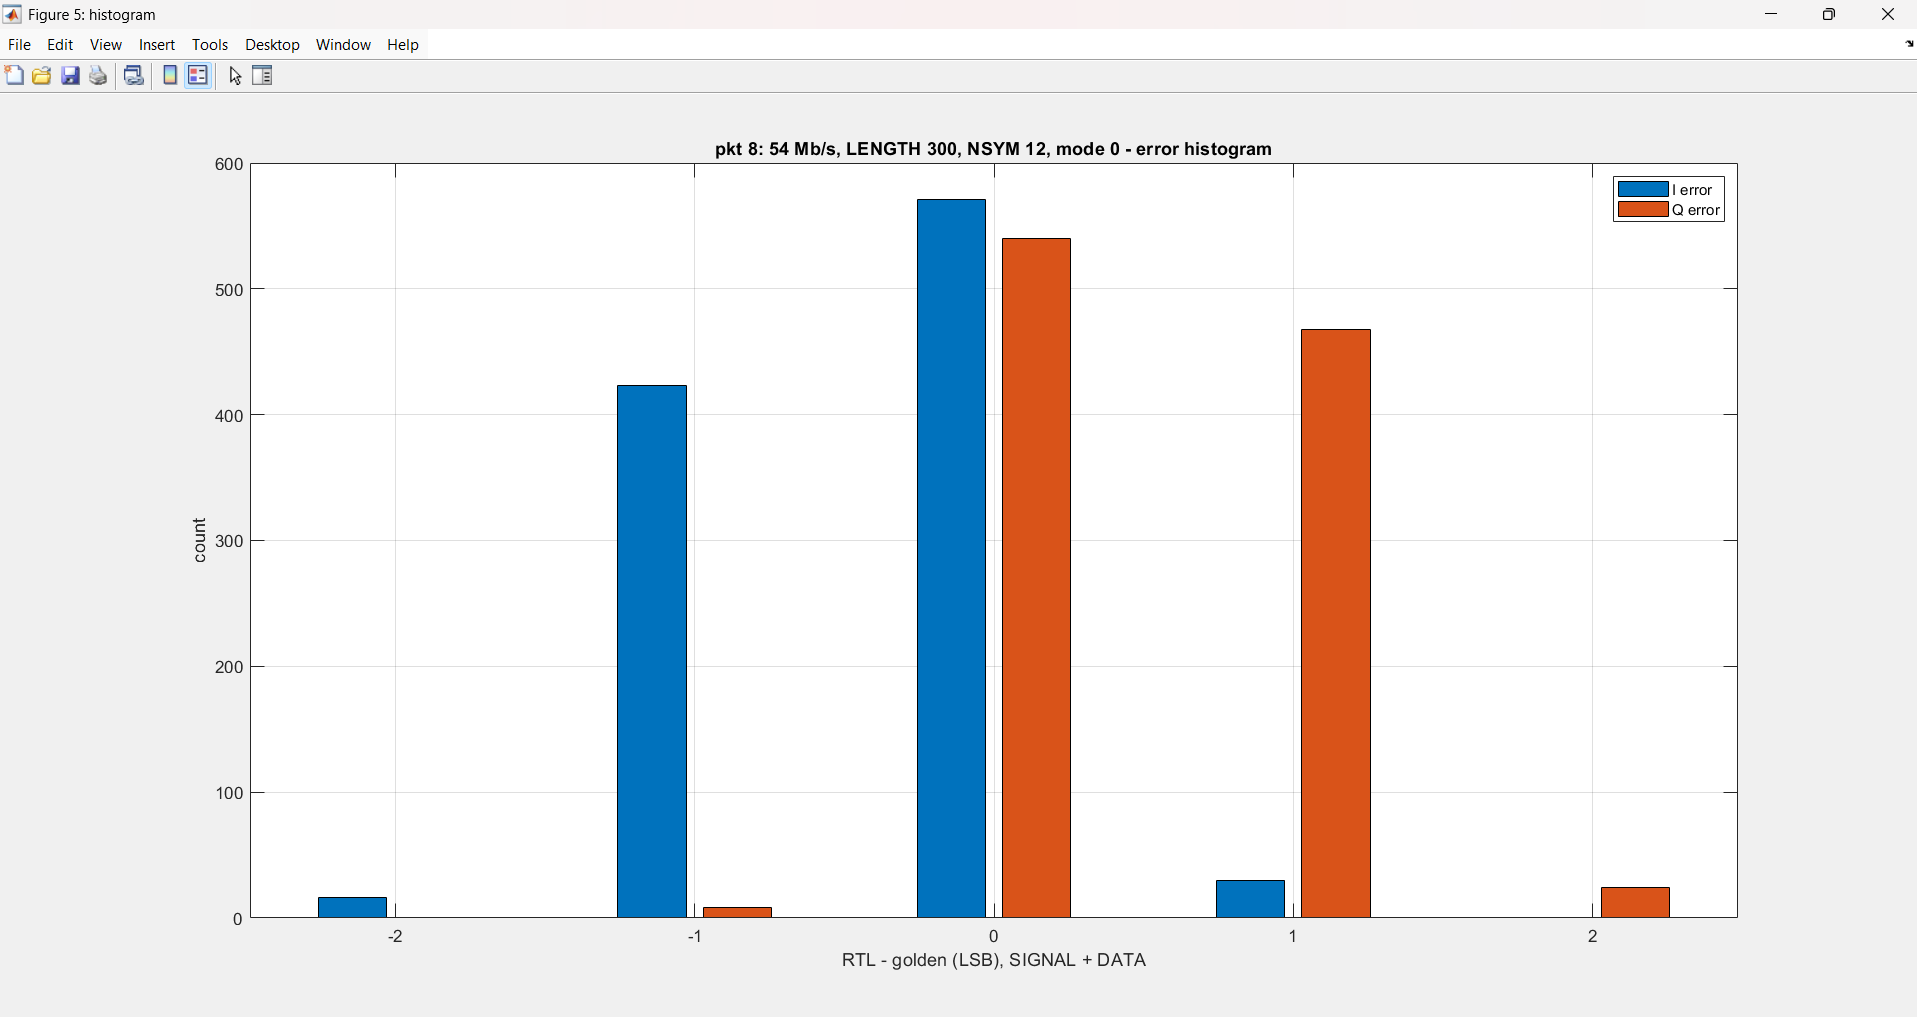 Figure 5: histogram
File Edit View Insert Tools Desktop Window Help
pkt 8: 54 Mb/s, LENGTH 300, NSYM 12, mode 0 - error histogram
I error
Q error
600
500
400
300
200
100
0
count
-2 -1 0 1 2
RTL - golden (LSB), SIGNAL + DATA